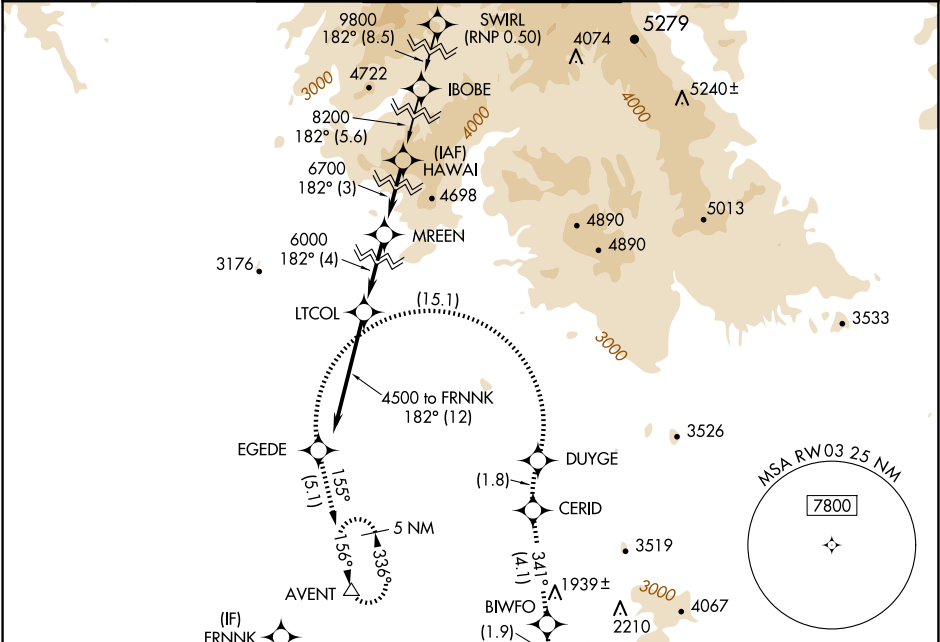 9800
182° (8.5)
SWIRL
(RNP 0.50)
4074
5279
4722
3000
IBOBE
5240±
4000
8200
182° (5.6)
4000
(IAF)
HAWAI
6700
182° (3)
4698
4890
5013
MREEN
4890
6000
182° (4)
3176
LTCOL
(15.1)
3533
3000
4500 to FRNNK
182° (12)
3526
EGEDE
DUYGE
MSA RW03 25 NM
155°
(5.1)
(1.8)
7800
CERID
5 NM
156°
336°
341°
(4.1)
3519
AVENT
1939±
3000
4067
BIWFO
2210
(IF)
FRNNK
(1.9)